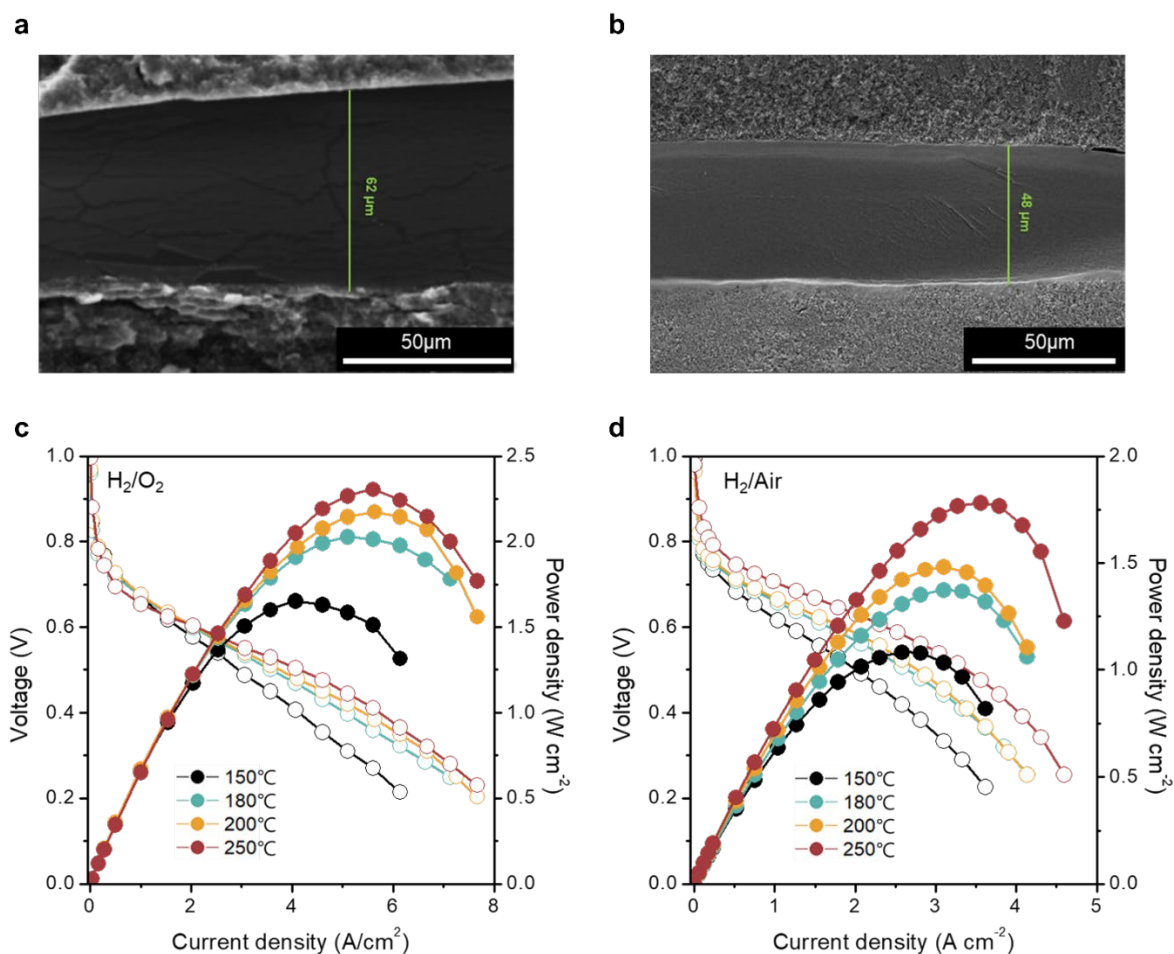 a
b
62 µm
50µm
48 µm
50µm
c
d
1.0
0.8
0.6
0.4
0.2
0.0
Voltage (V)
H₂/O₂
150℃
180℃
200℃
250℃
2.5
2.0
1.5
1.0
0.5
0.0
Power density (W cm⁻²)
0
2
4
6
8
Current density (A/cm²)
1.0
0.8
0.6
0.4
0.2
0.0
Voltage (V)
H₂/Air
150℃
180℃
200℃
250℃
2.0
1.5
1.0
0.5
0.0
Power density (W cm⁻²)
0
1
2
3
4
5
Current density (A cm⁻²)